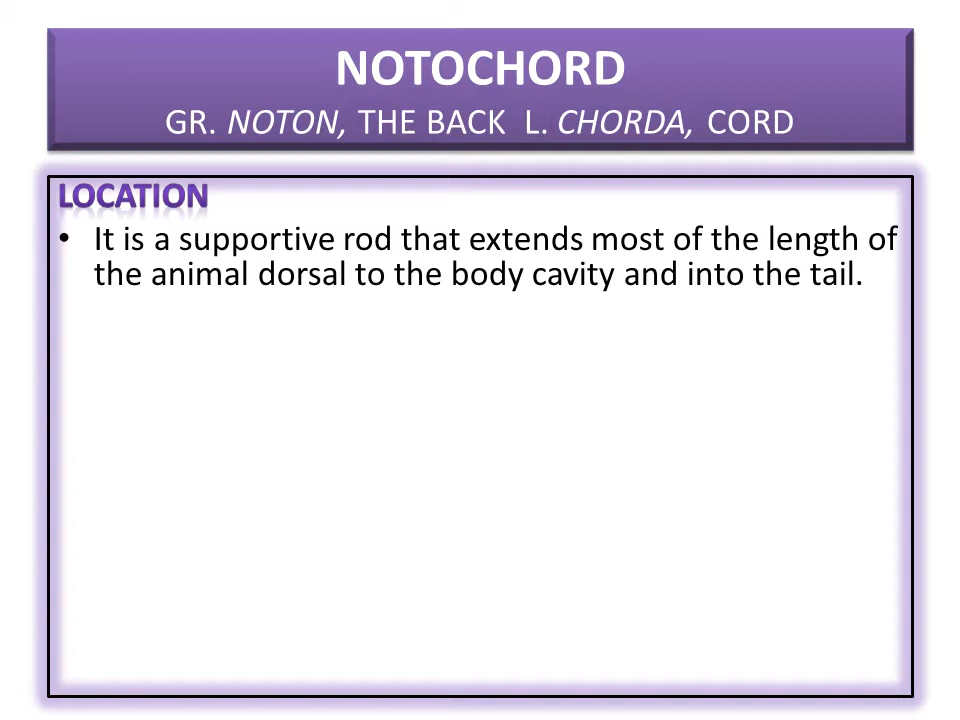 NOTOCHORD
GR. NOTON, THE BACK L. CHORDA, CORD
LOCATION
• It is a supportive rod that extends most of the length of
the animal dorsal to the body cavity and into the tail.